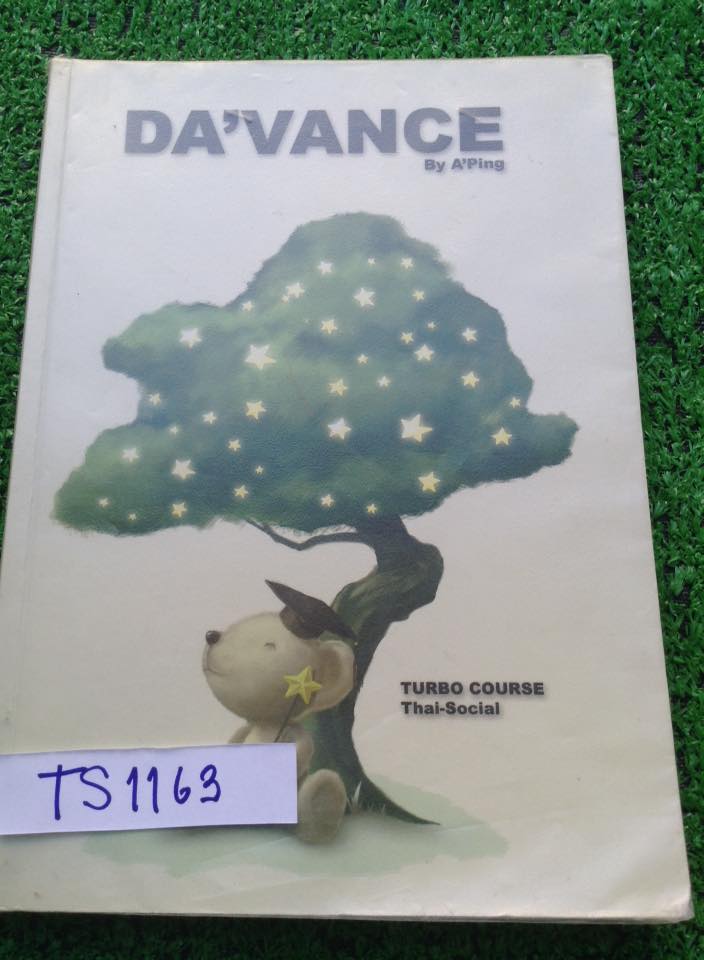 DA'VANCE
By A'Ping
TURBO COURSE
Thai-Social
TS1163